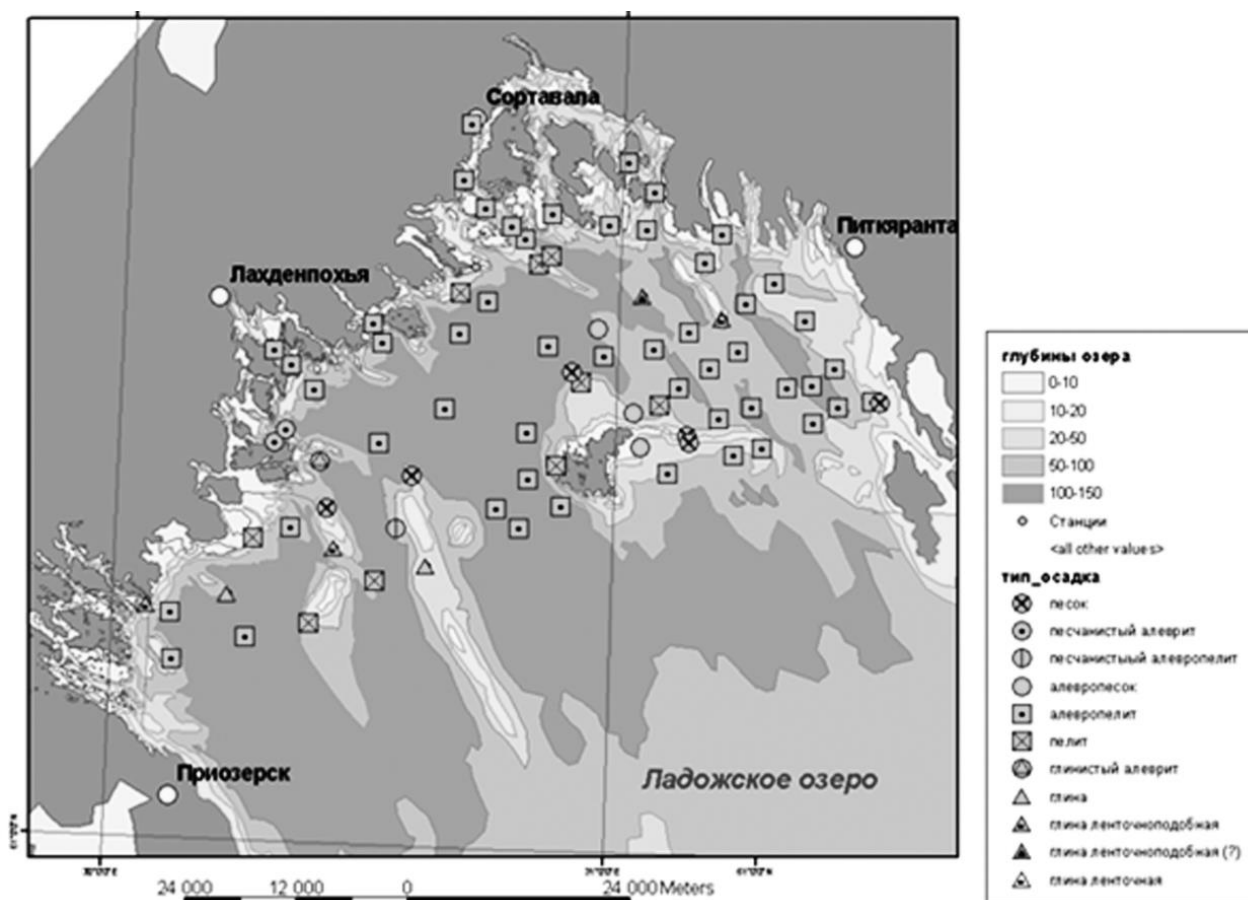 Сортавала
Питкяранта
Лахденпохья
Приозерск
Ладожское озеро
24 000 12 000 0 24 000 Meters
глубины озера
0-10
10-20
20-50
50-100
100-150
Станции
<all other values>
тип_осадка
песок
песчанистый алеврит
песчанистыый алевропелит
алевропесок
алевропелит
пелит
глинистый алеврит
глина
глина ленточноподобная
глина ленточноподобная (?)
глина ленточная